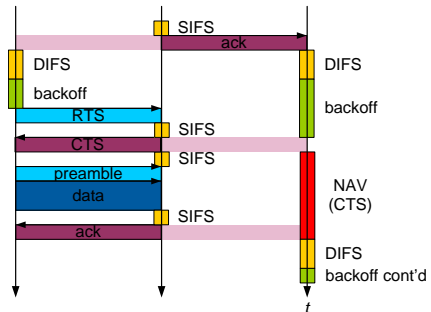 SIFS
ack
DIFS
DIFS
backoff
backoff
RTS
SIFS
CTS
SIFS
preamble
data
NAV
(CTS)
SIFS
ack
DIFS
backoff cont'd
t